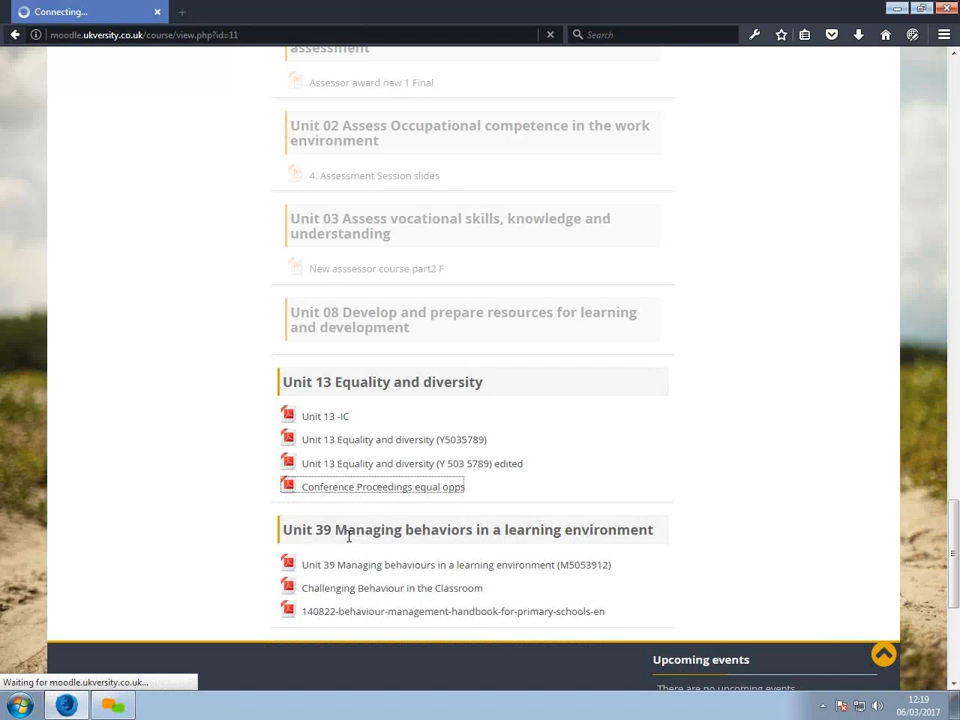 Connecting...
moodle.ukversity.co.uk/course/view.php?id=11
Search
assessment
Assessor award new 1 Final
Unit 02 Assess Occupational competence in the work
environment
4. Assessment Session slides
Unit 03 Assess vocational skills, knowledge and
understanding
New asssessor course part2 F
Unit 08 Develop and prepare resources for learning
and development
Unit 13 Equality and diversity
Unit 13 -IC
Unit 13 Equality and diversity (Y5035789)
Unit 13 Equality and diversity (Y 503 5789) edited
Conference Proceedings equal opps
Unit 39 Managing behaviors in a learning environment
Unit 39 Managing behaviours in a learning environment (M5053912)
Challenging Behaviour in the Classroom
140822-behaviour-management-handbook-for-primary-schools-en
Upcoming events
There are no upcoming events
Waiting for moodle.ukversity.co.uk...
12:19
06/03/2017